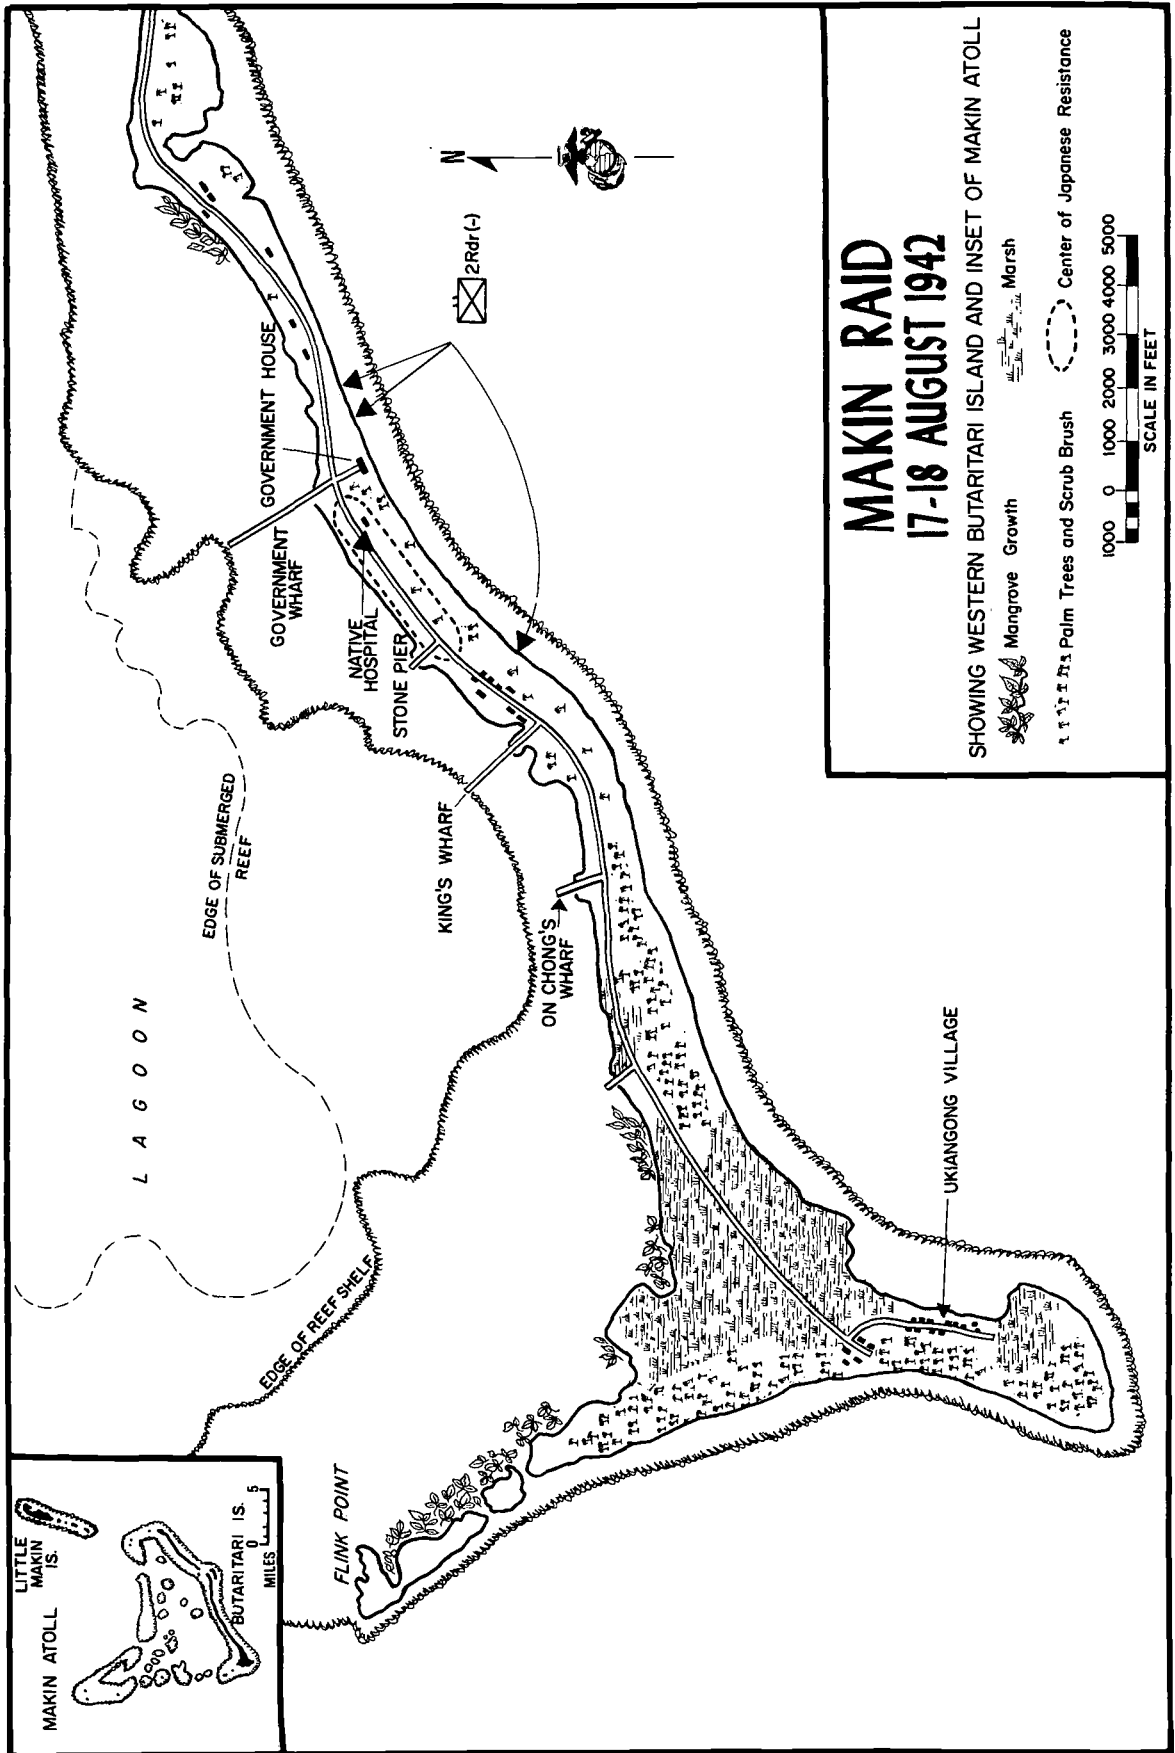 MAKIN RAID
17-18 AUGUST 1942
SHOWING WESTERN BUTARITARI ISLAND AND INSET OF MAKIN ATOLL
Mangrove Growth
Marsh
Palm Trees and Scrub Brush
Center of Japanese Resistance
1000 0 1000 2000 3000 4000 5000
SCALE IN FEET
MAKIN ATOLL
LITTLE
MAKIN
IS.
BUTARITARI IS.
0 5
MILES
FLINK POINT
EDGE OF REEF SHELF
LAGOON
EDGE OF SUBMERGED
REEF
UKIANGONG VILLAGE
ON CHONG'S
WHARF
KING'S WHARF
STONE PIER
NATIVE
HOSPITAL
GOVERNMENT
WHARF
GOVERNMENT HOUSE
2Rdr(-)
N